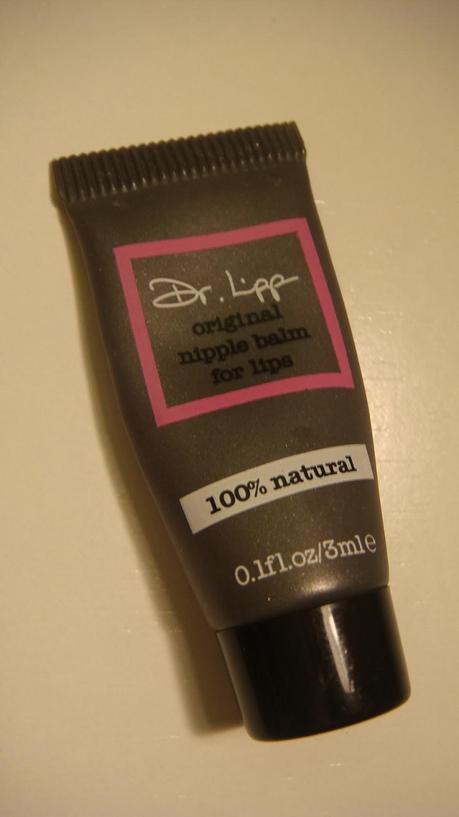 Dr. Lipp
original
nipple balm
for lips
100% natural
0.1fl.oz/3ml℮